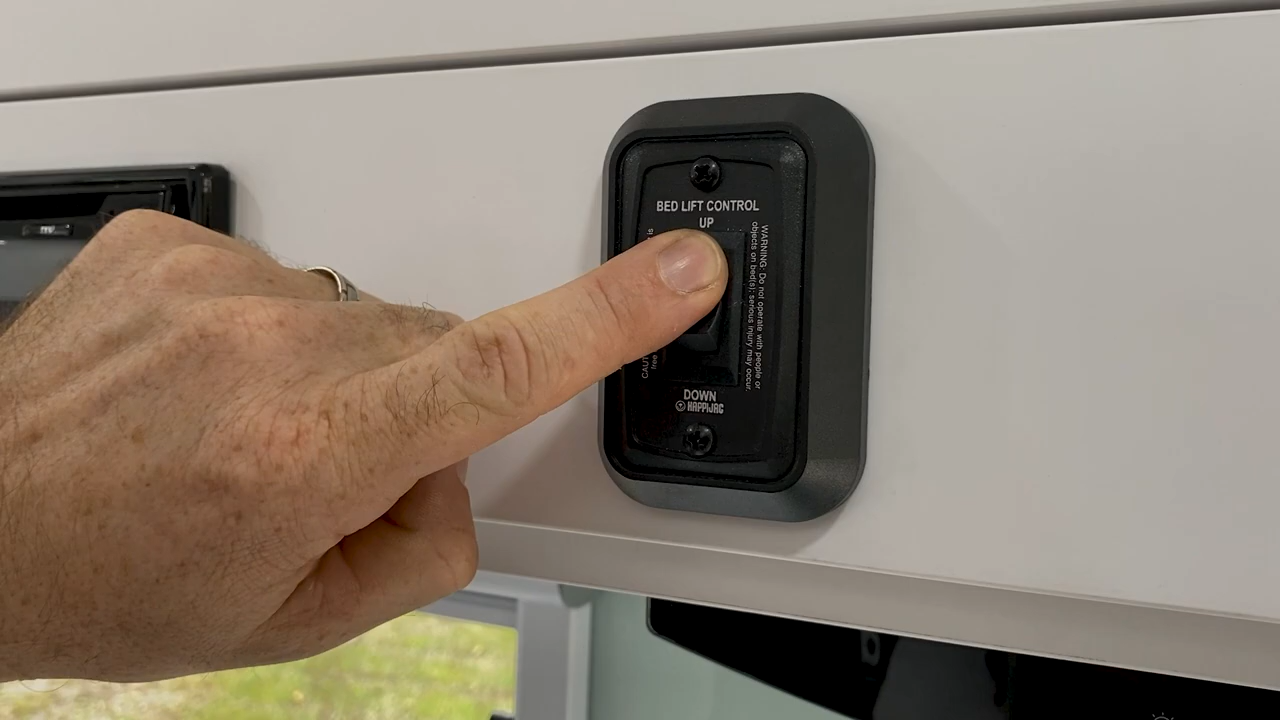 BED LIFT CONTROL
UP
WARNING: Do not operate with people or
objects on bed(s); serious injury may occur.
DOWN
HAPPIJAC